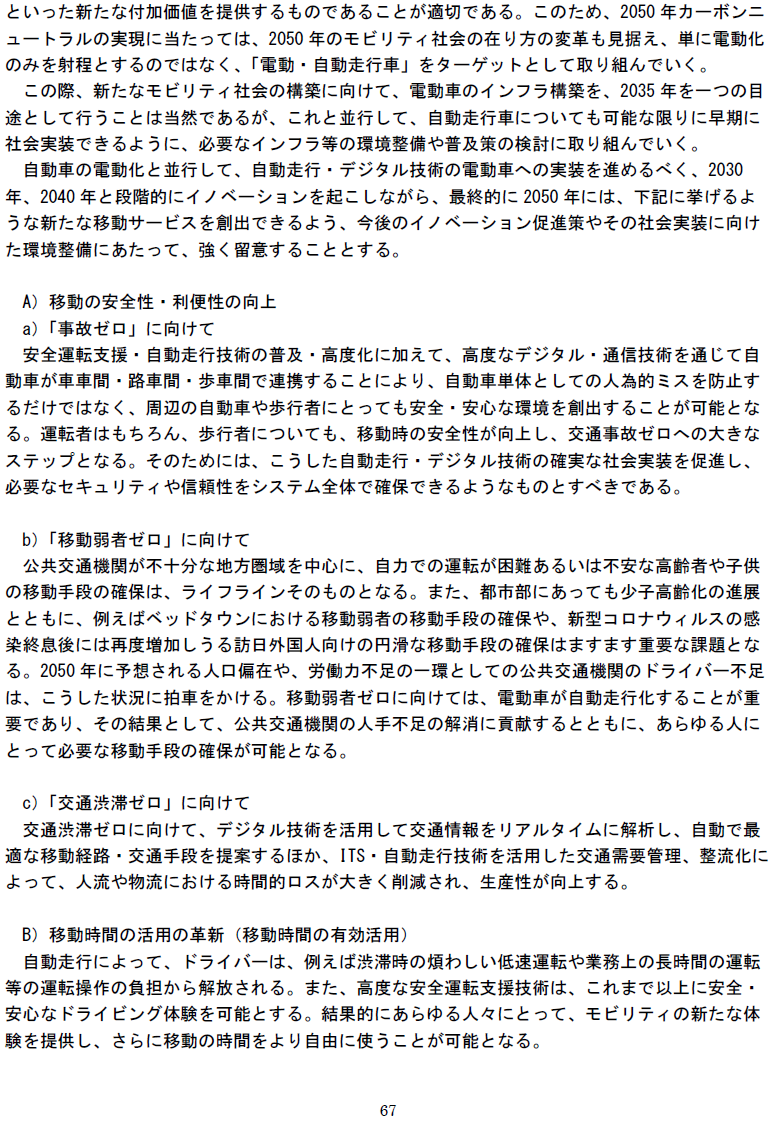 といった新たな付加価値を提供するものであることが適切である。このため、2050 年カーボンニ
ュートラルの実現に当たっては、2050 年のモビリティ社会の在り方の変革も見据え、単に電動化
のみを射程とするのではなく、「電動・自動走行車」をターゲットとして取り組んでいく。
この際、新たなモビリティ社会の構築に向けて、電動車のインフラ構築を、2035 年を一つの目
途として行うことは当然であるが、これと並行して、自動走行車についても可能な限りに早期に
社会実装できるように、必要なインフラ等の環境整備や普及策の検討に取り組んでいく。
自動車の電動化と並行して、自動走行・デジタル技術の電動車への実装を進めるべく、2030
年、2040 年と段階的にイノベーションを起こしながら、最終的に 2050 年には、下記に挙げるよ
うな新たな移動サービスを創出できるよう、今後のイノベーション促進策やその社会実装に向け
た環境整備にあたって、強く留意することとする。
A) 移動の安全性・利便性の向上
a)「事故ゼロ」に向けて
安全運転支援・自動走行技術の普及・高度化に加えて、高度なデジタル・通信技術を通じて自
動車が車車間・路車間・歩車間で連携することにより、自動車単体としての人為的ミスを防止す
るだけではなく、周辺の自動車や歩行者にとっても安全・安心な環境を創出することが可能とな
る。運転者はもちろん、歩行者についても、移動時の安全性が向上し、交通事故ゼロへの大きな
ステップとなる。そのためには、こうした自動走行・デジタル技術の確実な社会実装を促進し、
必要なセキュリティや信頼性をシステム全体で確保できるようなものとすべきである。
b)「移動弱者ゼロ」に向けて
公共交通機関が不十分な地方圏域を中心に、自力での運転が困難あるいは不安な高齢者や子供
の移動手段の確保は、ライフラインそのものとなる。また、都市部にあっても少子高齢化の進展
とともに、例えばベッドタウンにおける移動弱者の移動手段の確保や、新型コロナウィルスの感
染終息後には再度増加しうる訪日外国人向けの円滑な移動手段の確保はますます重要な課題とな
る。2050 年に予想される人口偏在や、労働力不足の一環としての公共交通機関のドライバー不足
は、こうした状況に拍車をかける。移動弱者ゼロに向けては、電動車が自動走行化することが重
要であり、その結果として、公共交通機関の人手不足の解消に貢献するとともに、あらゆる人に
とって必要な移動手段の確保が可能となる。
c)「交通渋滞ゼロ」に向けて
交通渋滞ゼロに向けて、デジタル技術を活用して交通情報をリアルタイムに解析し、自動で最
適な移動経路・交通手段を提案するほか、ITS・自動走行技術を活用した交通需要管理、整流化に
よって、人流や物流における時間的ロスが大きく削減され、生産性が向上する。
B) 移動時間の活用の革新（移動時間の有効活用）
自動走行によって、ドライバーは、例えば渋滞時の煩わしい低速運転や業務上の長時間の運転
等の運転操作の負担から解放される。また、高度な安全運転支援技術は、これまで以上に安全・
安心なドライビング体験を可能とする。結果的にあらゆる人々にとって、モビリティの新たな体
験を提供し、さらに移動の時間をより自由に使うことが可能となる。
67